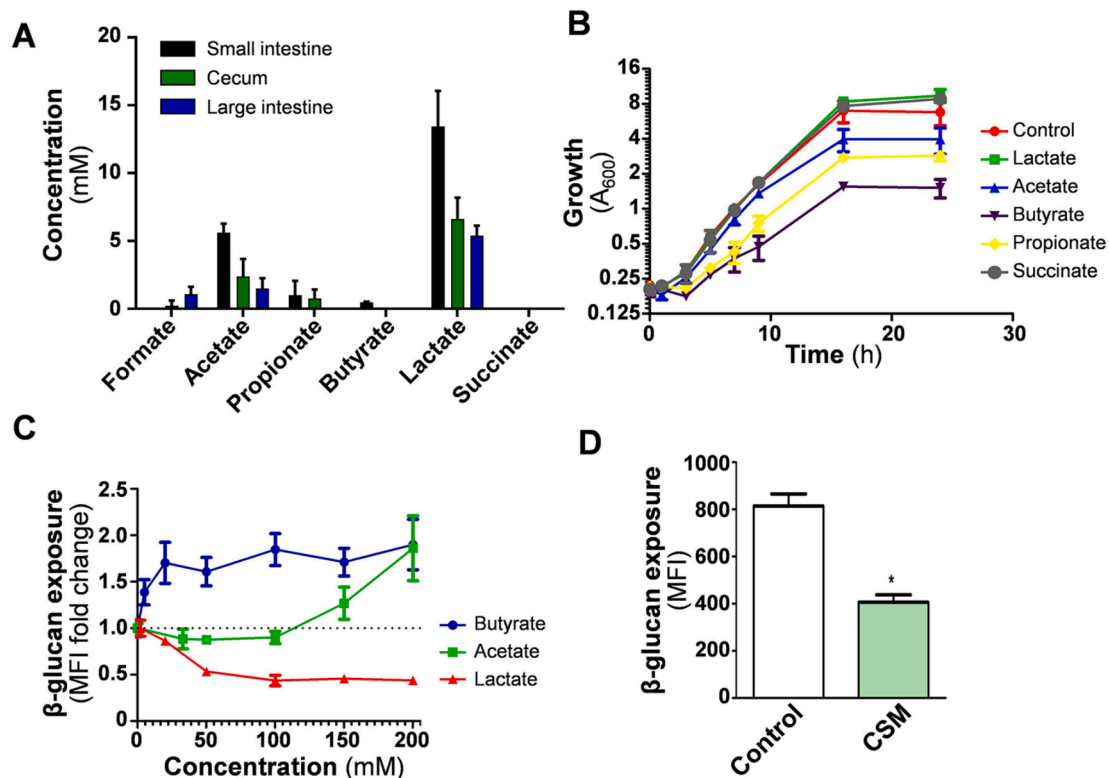 A
Concentration
(mM)
20
15
10
5
0
Small intestine
Cecum
Large intestine
Formate
Acetate
Propionate
Butyrate
Lactate
Succinate
B
Growth
(A600)
16
8
4
2
1
0.5
0.25
0.125
0
10
20
30
Time (h)
Control
Lactate
Acetate
Butyrate
Propionate
Succinate
C
β-glucan exposure
(MFI fold change)
2.5
2.0
1.5
1.0
0.5
0
0
50
100
150
200
Concentration (mM)
Butyrate
Acetate
Lactate
D
β-glucan exposure
(MFI)
1000
800
600
400
200
0
*
Control
CSM